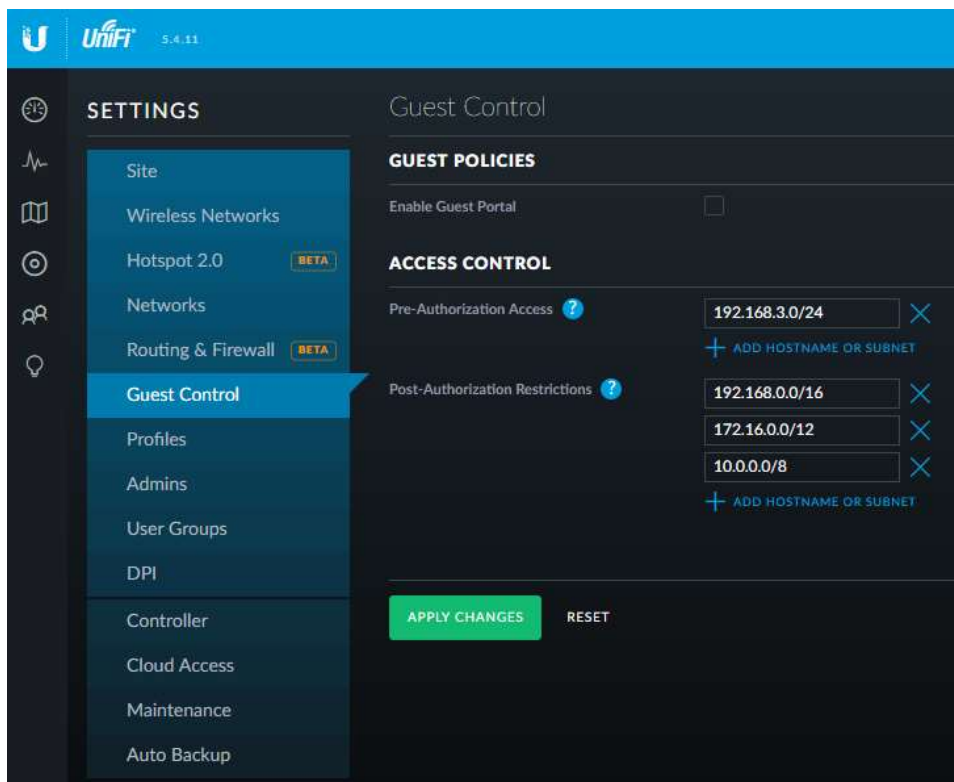 UniFi 5.4.11
SETTINGS
Site
Wireless Networks
Hotspot 2.0 BETA
Networks
Routing & Firewall BETA
Guest Control
Profiles
Admins
User Groups
DPI
Controller
Cloud Access
Maintenance
Auto Backup
Guest Control
GUEST POLICIES
Enable Guest Portal
ACCESS CONTROL
Pre-Authorization Access ? 192.168.3.0/24
ADD HOSTNAME OR SUBNET
Post-Authorization Restrictions ? 192.168.0.0/16
172.16.0.0/12
10.0.0.0/8
ADD HOSTNAME OR SUBNET
APPLY CHANGES RESET